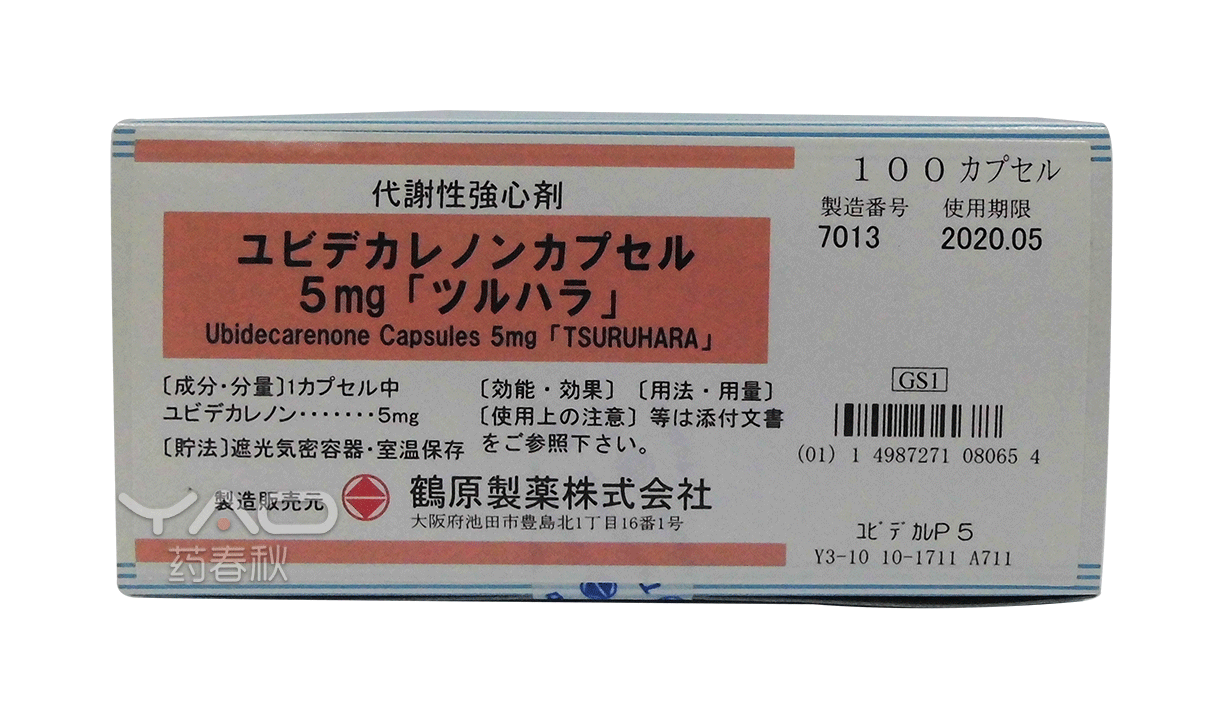 代謝性強心剤
ユビデカレノンカプセル
5mg「ツルハラ」
Ubidecarenone Capsules 5mg「TSURUHARA」
〔成分・分量〕1カプセル中
ユビデカレノン・・・・・・・5mg
〔貯法〕遮光気密容器・室温保存
〔効能・効果〕〔用法・用量〕
〔使用上の注意〕等は添付文書
をご参照下さい。
製造販売元 鶴原製薬株式会社
大阪府池田市豊島北1丁目16番1号
100カプセル
製造番号 使用期限
7013 2020.05
GS1
(01) 1 4987271 08065 4
ﾕﾋﾞﾃﾞｶﾚP 5
Y3-10 10-1711 A711
YAO
药春秋